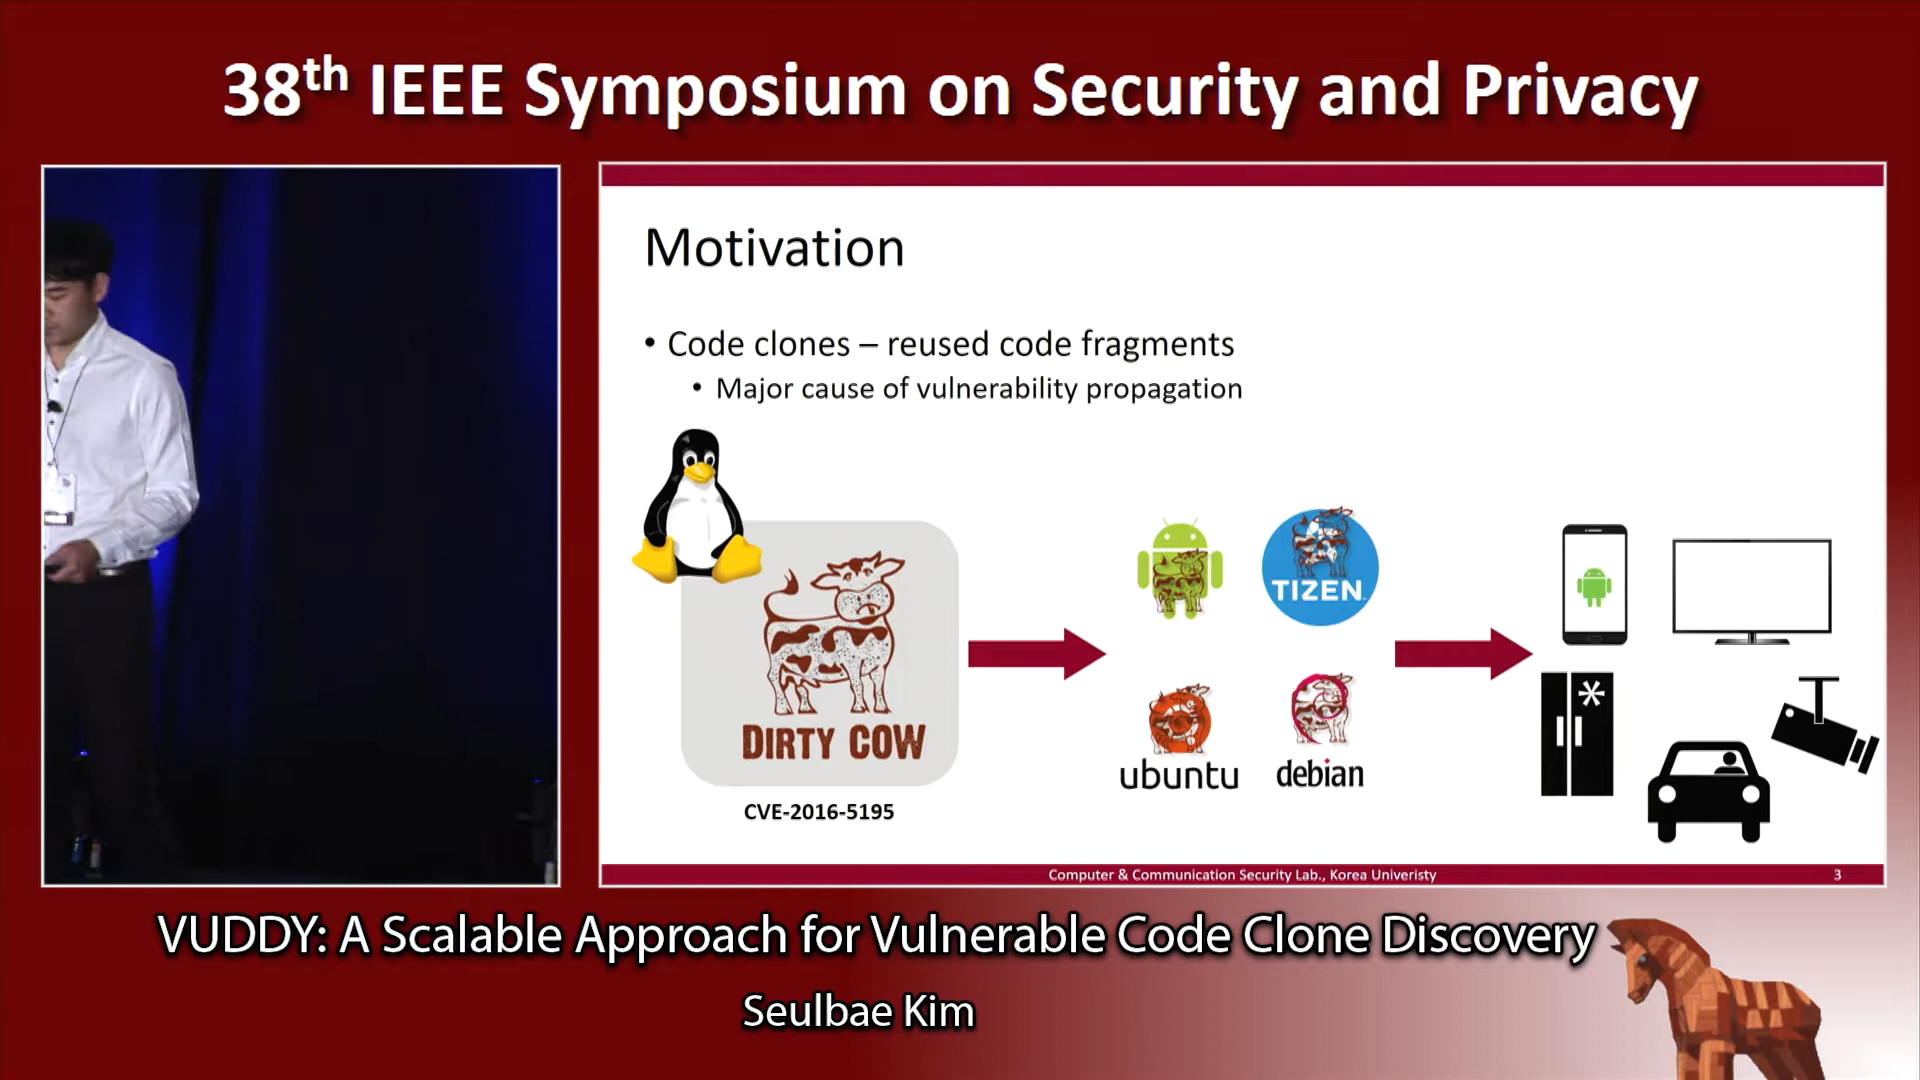 38th IEEE Symposium on Security and Privacy
Motivation
• Code clones – reused code fragments
• Major cause of vulnerability propagation
TIZEN
DIRTY COW
ubuntu
debian
CVE-2016-5195
Computer & Communication Security Lab., Korea Univeristy
3
VUDDY: A Scalable Approach for Vulnerable Code Clone Discovery
Seulbae Kim